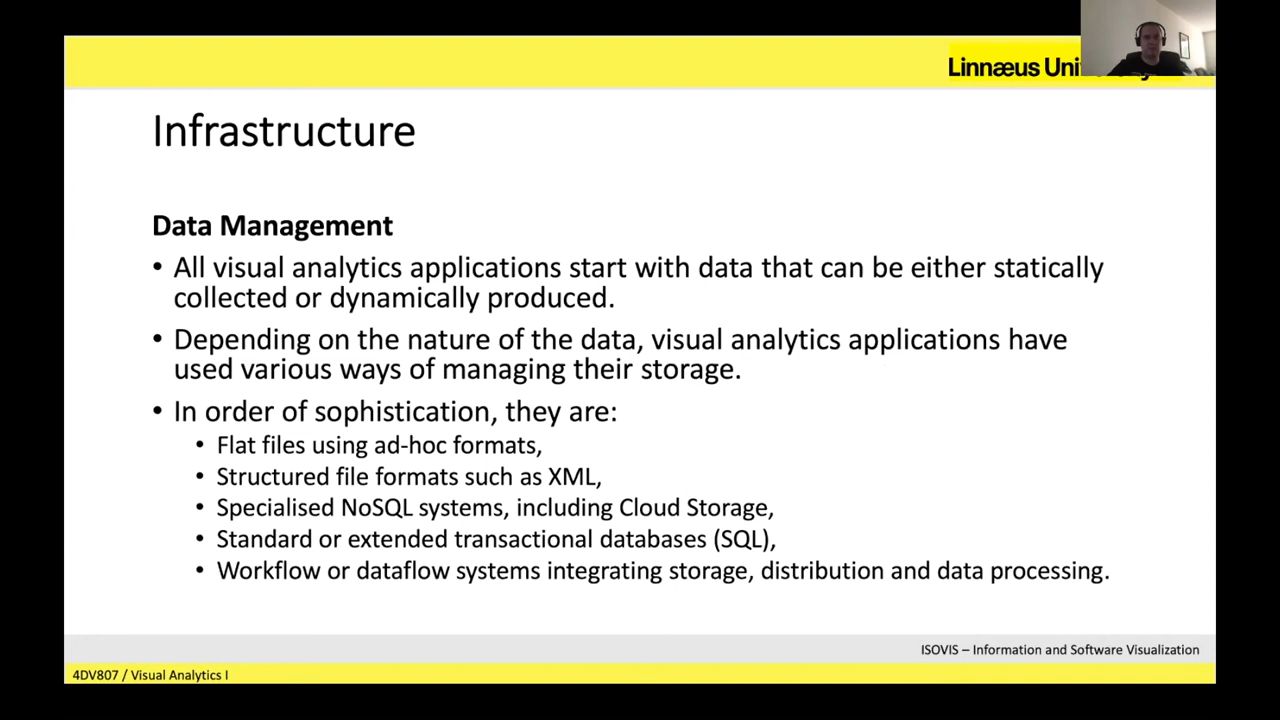 Linnæus Uni
Infrastructure
Data Management
• All visual analytics applications start with data that can be either statically
collected or dynamically produced.
• Depending on the nature of the data, visual analytics applications have
used various ways of managing their storage.
• In order of sophistication, they are:
• Flat files using ad-hoc formats,
• Structured file formats such as XML,
• Specialised NoSQL systems, including Cloud Storage,
• Standard or extended transactional databases (SQL),
• Workflow or dataflow systems integrating storage, distribution and data processing.
ISOVIS – Information and Software Visualization
4DV807 / Visual Analytics I